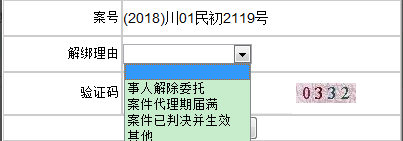 案号 (2018)川01民初2119号
解绑理由
验证码 0332
事人解除委托
案件代理期届满
案件已判决并生效
其他